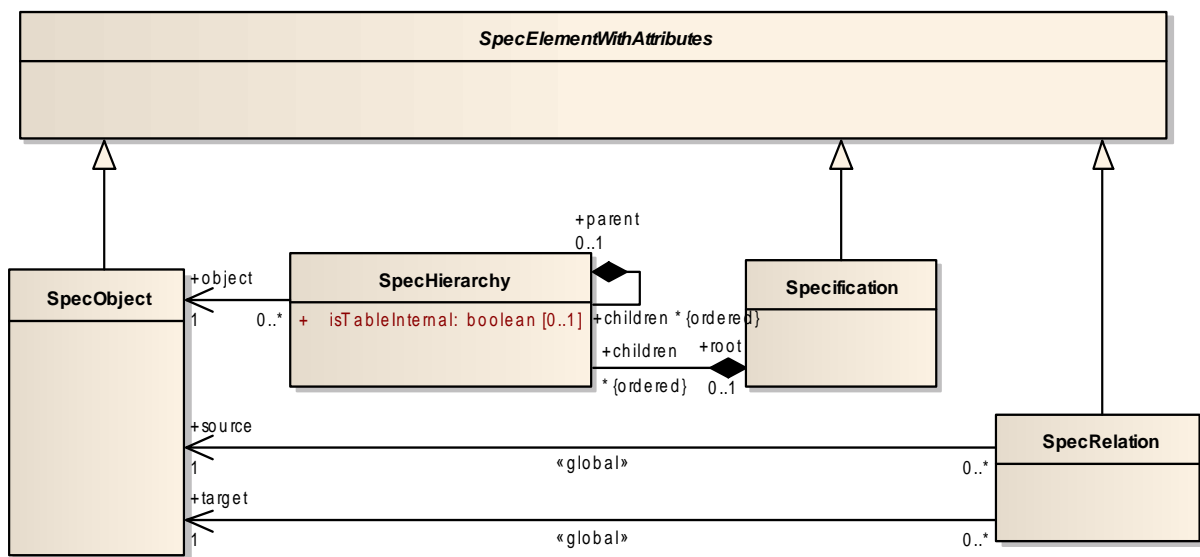 SpecElementWithAttributes
+parent
0..1
+object
SpecHierarchy
Specification
SpecObject
1
0..*
+ isTableInternal: boolean [0..1]
+children * {ordered}
+children
+root
* {ordered}
0..1
+source
SpecRelation
1
«global»
0..*
+target
1
«global»
0..*